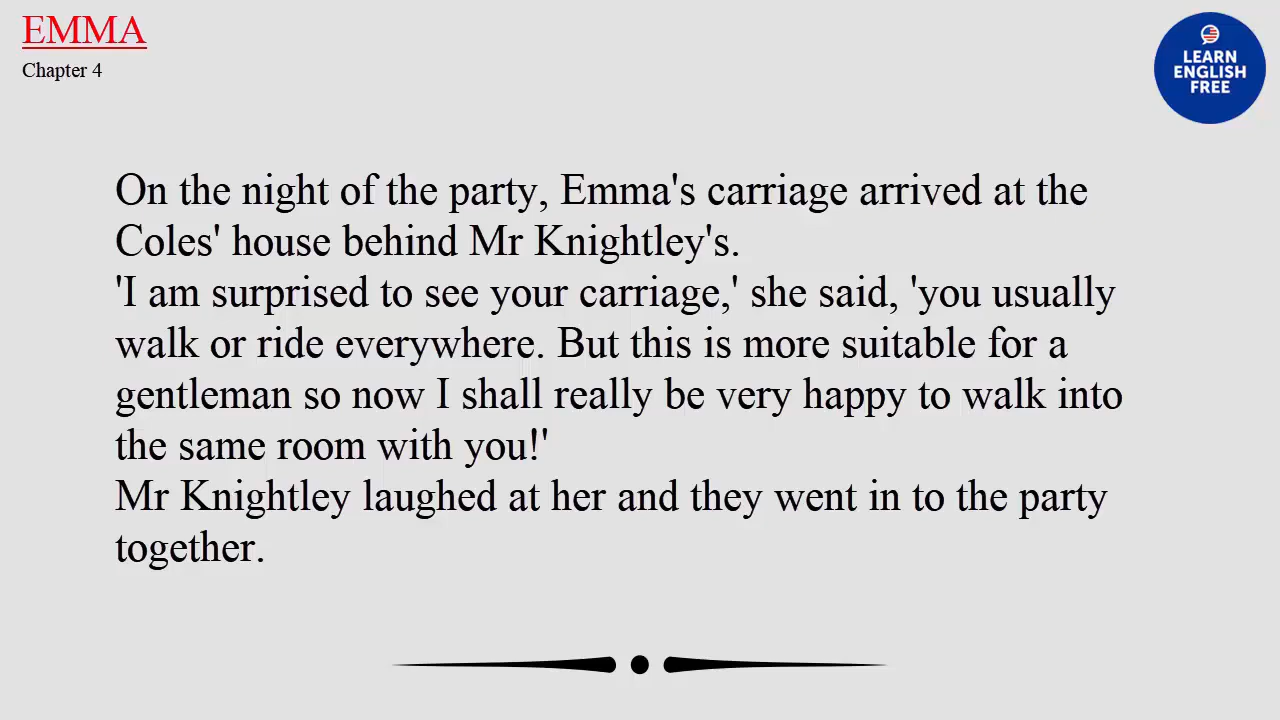 EMMA
Chapter 4
LEARN
ENGLISH
FREE
On the night of the party, Emma's carriage arrived at the
Coles' house behind Mr Knightley's.
'I am surprised to see your carriage,' she said, 'you usually
walk or ride everywhere. But this is more suitable for a
gentleman so now I shall really be very happy to walk into
the same room with you!'
Mr Knightley laughed at her and they went in to the party
together.